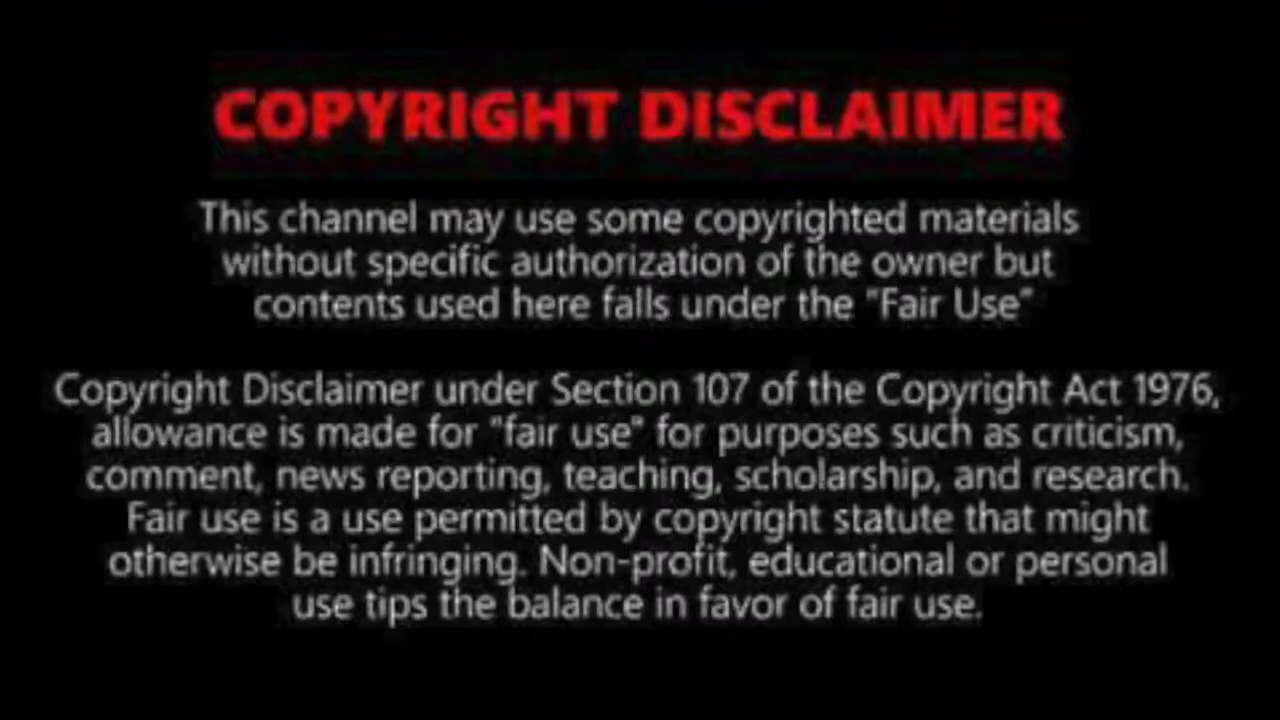 COPYRIGHT DISCLAIMER
This channel may use some copyrighted materials
without specific authorization of the owner but
contents used here falls under the "Fair Use"
Copyright Disclaimer under Section 107 of the Copyright Act 1976,
allowance is made for "fair use" for purposes such as criticism,
comment, news reporting, teaching, scholarship, and research.
Fair use is a use permitted by copyright statute that might
otherwise be infringing. Non-profit, educational or personal
use tips the balance in favor of fair use.